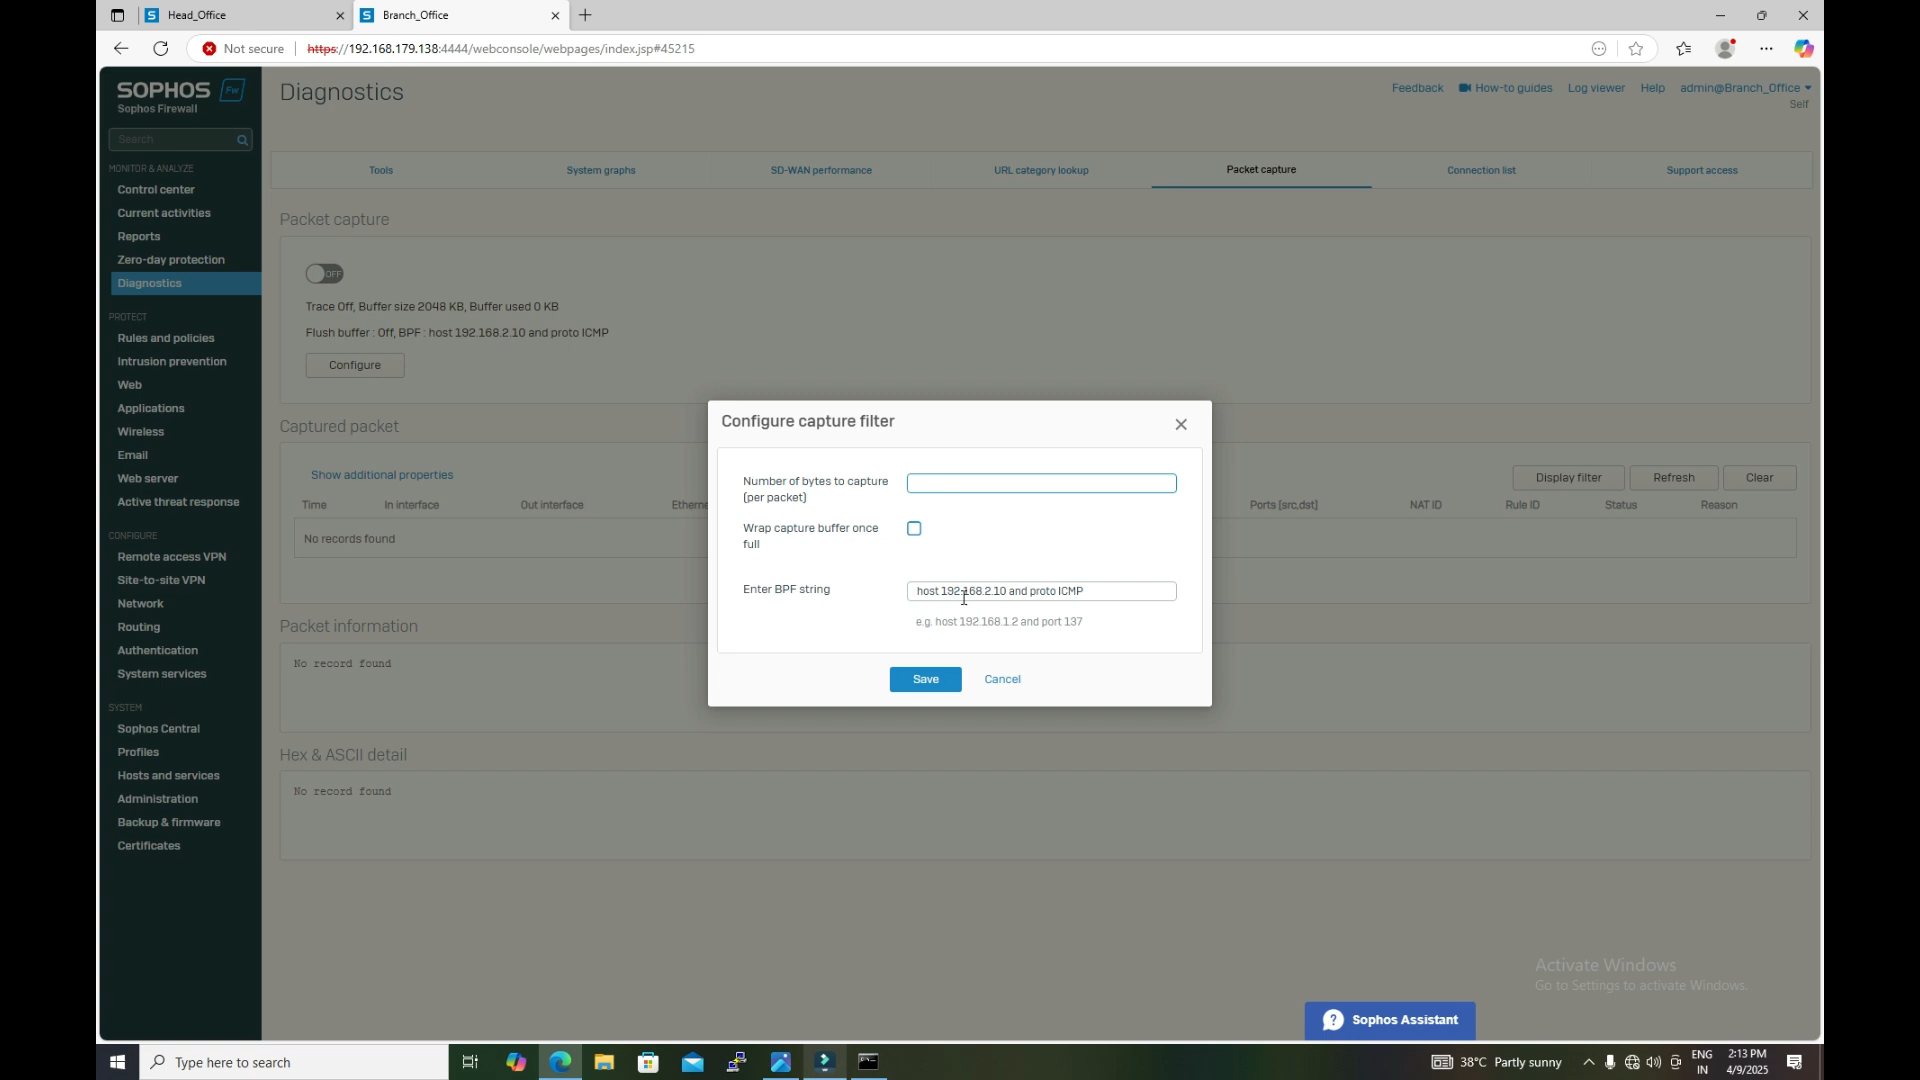 Head_Office
Branch_Office
Not secure
https://192.168.179.138:4444/webconsole/webpages/index.jsp#45215
SOPHOS Fw
Sophos Firewall
Diagnostics
Feedback How-to guides Log viewer Help admin@Branch_Office
Self
Search
MONITOR & ANALYZE
Control center
Current activities
Reports
Zero-day protection
Diagnostics
PROTECT
Rules and policies
Intrusion prevention
Web
Applications
Wireless
Email
Web server
Active threat response
CONFIGURE
Remote access VPN
Site-to-site VPN
Network
Routing
Authentication
System services
SYSTEM
Sophos Central
Profiles
Hosts and services
Administration
Backup & firmware
Certificates
Tools System graphs SD-WAN performance URL category lookup Packet capture Connection list Support access
Packet capture
OFF
Trace Off, Buffer size 2048 KB, Buffer used 0 KB
Flush buffer : Off, BPF : host 192.168.2.10 and proto ICMP
Configure
Captured packet
Show additional properties
Display filter Refresh Clear
Time In interface Out interface Etherne Ports [src,dst] NAT ID Rule ID Status Reason
No records found
Packet information
No record found
Hex & ASCII detail
No record found
Configure capture filter
Number of bytes to capture
(per packet)
Wrap capture buffer once
full
Enter BPF string
host 192.168.2.10 and proto ICMP
e.g. host 192.168.1.2 and port 137
Save Cancel
Activate Windows
Go to Settings to activate Windows.
? Sophos Assistant
Type here to search
38°C Partly sunny
ENG
IN
2:13 PM
4/9/2025